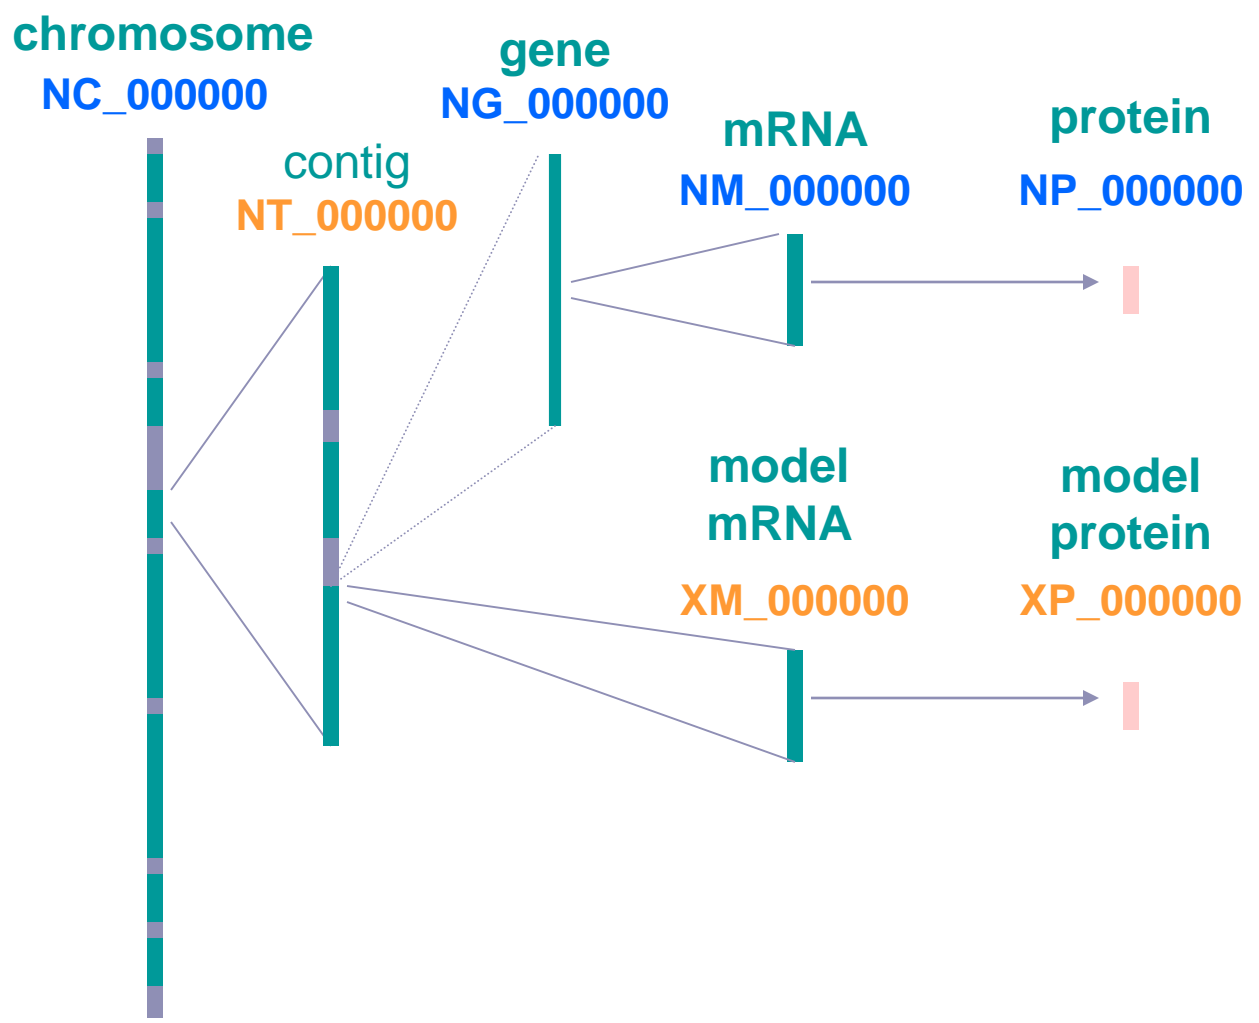 chromosome
NC_000000
gene
NG_000000
contig
NT_000000
mRNA
NM_000000
protein
NP_000000
model
mRNA
XM_000000
model
protein
XP_000000